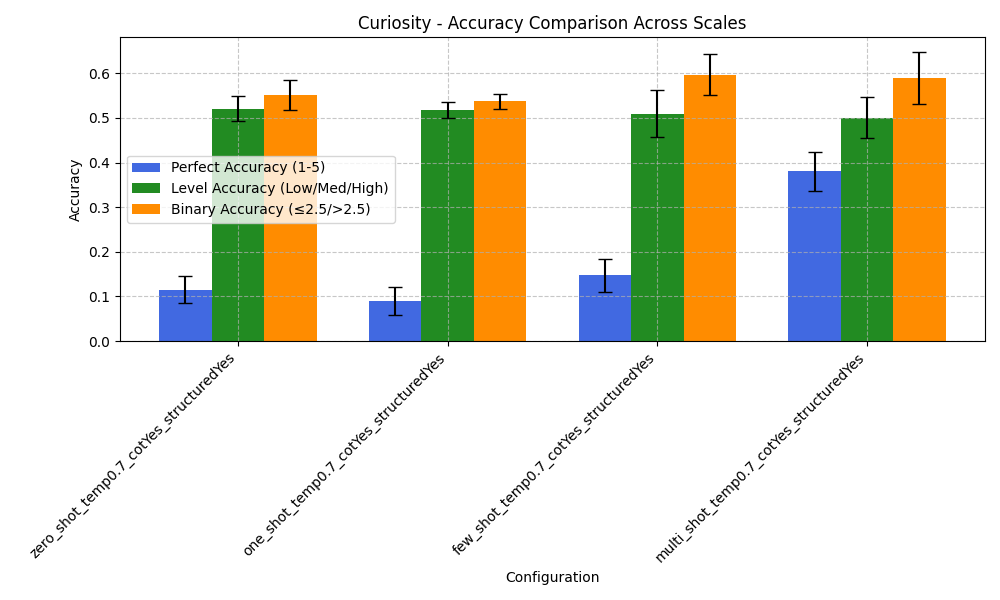 Curiosity - Accuracy Comparison Across Scales
Accuracy
0.6
0.5
0.4
0.3
0.2
0.1
0.0
Perfect Accuracy (1-5)
Level Accuracy (Low/Med/High)
Binary Accuracy (≤2.5/>2.5)
zero_shot_temp0.7_cotYes_structuredYes
one_shot_temp0.7_cotYes_structuredYes
few_shot_temp0.7_cotYes_structuredYes
multi_shot_temp0.7_cotYes_structuredYes
Configuration